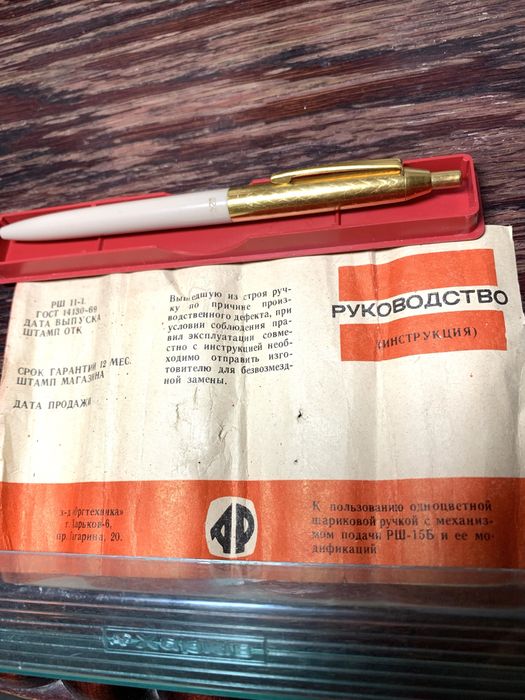 РШ 11-1.
ГОСТ 14130-69
ДАТА ВЫПУСКА
ШТАМП ОТК
СРОК ГАРАНТИИ 12 МЕС.
ШТАМП МАГАЗИНА
ДАТА ПРОДАЖИ
Вышедшую из строя руч-
ку по причине произ-
водственного дефекта, при
условии соблюдения пра-
вил эксплуатации совме-
стно с инструкцией необ-
ходимо отправить изго-
товителю для безвозмезд-
ной замены.
РУКОВОДСТВО
(ИНСТРУКЦИЯ)
з-д «Оргтехника»
г. Харьков-6,
пр. Гагарина, 20.
К пользованию одноцветной
шариковой ручкой с механиз-
мом подачи РШ-15Б и ее мо-
дификаций